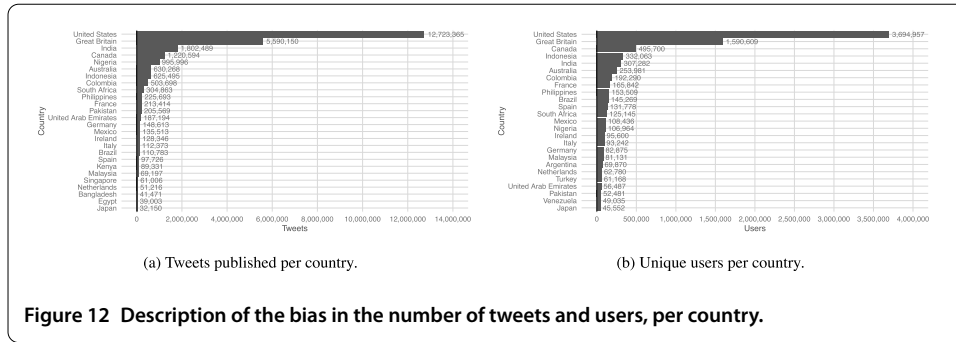 United States 12,723,365
Great Britain 5,590,150
India 1,802,489
Canada 1,220,594
Nigeria 995,996
Australia 630,268
Indonesia 625,495
Colombia 503,698
South Africa 304,863
Philippines 225,693
France 213,414
Pakistan 205,569
United Arab Emirates 187,194
Germany 148,613
Mexico 135,513
Ireland 128,346
Italy 112,373
Brazil 110,783
Spain 97,726
Kenya 89,331
Malaysia 69,197
Singapore 61,006
Netherlands 51,216
Bangladesh 41,471
Egypt 39,003
Japan 32,150
Country
0 2,000,000 4,000,000 6,000,000 8,000,000 10,000,000 12,000,000 14,000,000
Tweets
(a) Tweets published per country.
United States 3,694,957
Great Britain 1,590,609
Canada 495,700
Indonesia 332,063
India 307,282
Australia 253,981
Colombia 192,290
France 165,842
Philippines 153,509
Brazil 145,269
Spain 131,778
South Africa 125,145
Mexico 108,436
Nigeria 106,964
Ireland 95,600
Italy 93,242
Germany 82,875
Malaysia 81,131
Argentina 69,870
Netherlands 62,780
Turkey 61,168
United Arab Emirates 56,487
Pakistan 52,481
Venezuela 49,035
Japan 45,552
Country
0 500,000 1,000,000 1,500,000 2,000,000 2,500,000 3,000,000 3,500,000 4,000,000
Users
(b) Unique users per country.
Figure 12 Description of the bias in the number of tweets and users, per country.